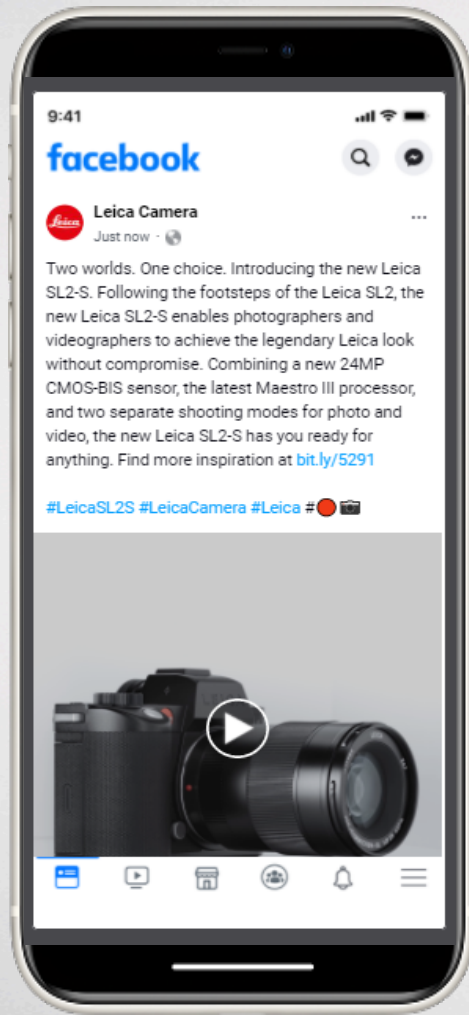 9:41
facebook
Leica
Leica Camera
...
Just now ·
Two worlds. One choice. Introducing the new Leica
SL2-S. Following the footsteps of the Leica SL2, the
new Leica SL2-S enables photographers and
videographers to achieve the legendary Leica look
without compromise. Combining a new 24MP
CMOS-BIS sensor, the latest Maestro III processor,
and two separate shooting modes for photo and
video, the new Leica SL2-S has you ready for
anything. Find more inspiration at bit.ly/5291
#LeicaSL2S #LeicaCamera #Leica #🔴 📷
LEICA